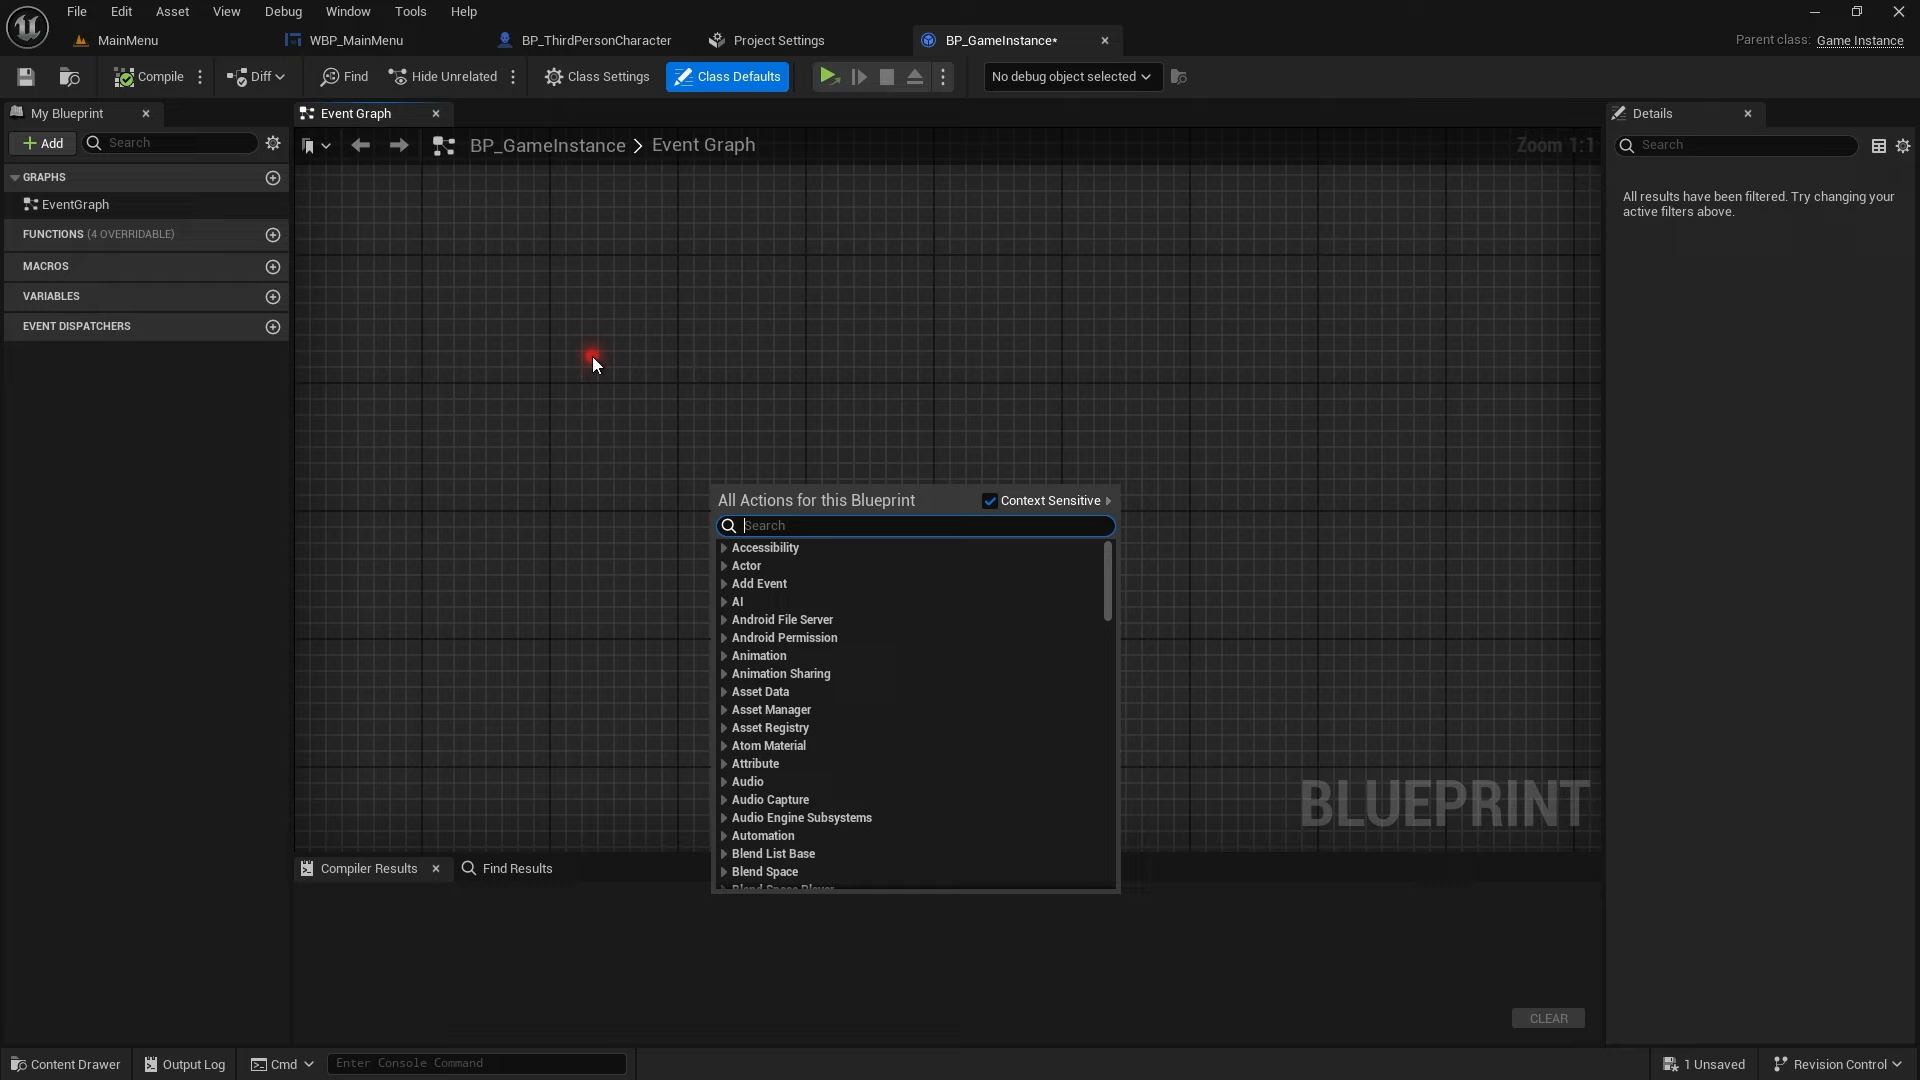 File Edit Asset View Debug Window Tools Help
MainMenu WBP_MainMenu BP_ThirdPersonCharacter Project Settings BP_GameInstance* Parent class: Game Instance
Compile Diff Find Hide Unrelated Class Settings Class Defaults No debug object selected
My Blueprint Event Graph Details
Add Search BP_GameInstance > Event Graph Zoom 1:1 Search
GRAPHS
EventGraph
FUNCTIONS (4 OVERRIDABLE)
MACROS
VARIABLES
EVENT DISPATCHERS
All results have been filtered. Try changing your
active filters above.
All Actions for this Blueprint Context Sensitive
Search
Accessibility
Actor
Add Event
AI
Android File Server
Android Permission
Animation
Animation Sharing
Asset Data
Asset Manager
Asset Registry
Atom Material
Attribute
Audio
Audio Capture
Audio Engine Subsystems
Automation
Blend List Base
Blend Space
Blend Space Player
BLUEPRINT
Compiler Results Find Results
CLEAR
Content Drawer Output Log Cmd Enter Console Command 1 Unsaved Revision Control